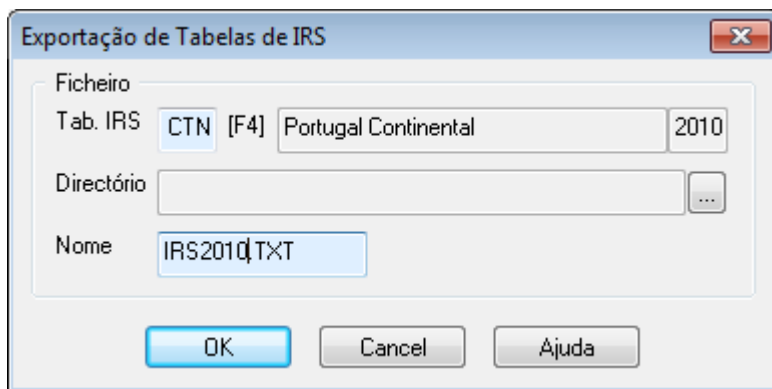 Exportação de Tabelas de IRS
Ficheiro
Tab. IRS CTN [F4] Portugal Continental 2010
Directório ...
Nome IRS2010.TXT
OK Cancel Ajuda